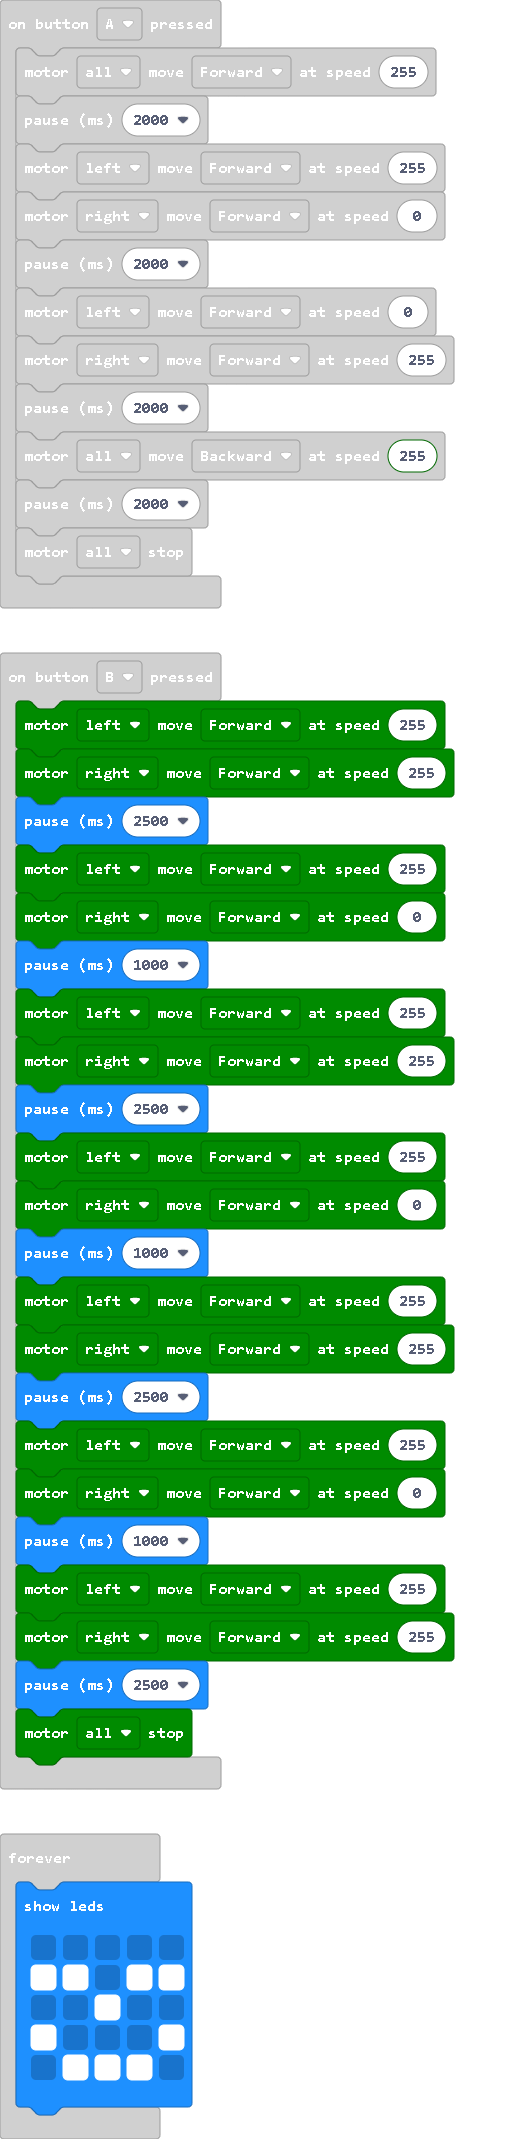 on button A pressed
motor all move Forward at speed 255
pause (ms) 2000
motor left move Forward at speed 255
motor right move Forward at speed 0
pause (ms) 2000
motor left move Forward at speed 0
motor right move Forward at speed 255
pause (ms) 2000
motor all move Backward at speed 255
pause (ms) 2000
motor all stop
on button B pressed
motor left move Forward at speed 255
motor right move Forward at speed 255
pause (ms) 2500
motor left move Forward at speed 255
motor right move Forward at speed 0
pause (ms) 1000
motor left move Forward at speed 255
motor right move Forward at speed 255
pause (ms) 2500
motor left move Forward at speed 255
motor right move Forward at speed 0
pause (ms) 1000
motor left move Forward at speed 255
motor right move Forward at speed 255
pause (ms) 2500
motor left move Forward at speed 255
motor right move Forward at speed 0
pause (ms) 1000
motor left move Forward at speed 255
motor right move Forward at speed 255
pause (ms) 2500
motor all stop
forever
show leds